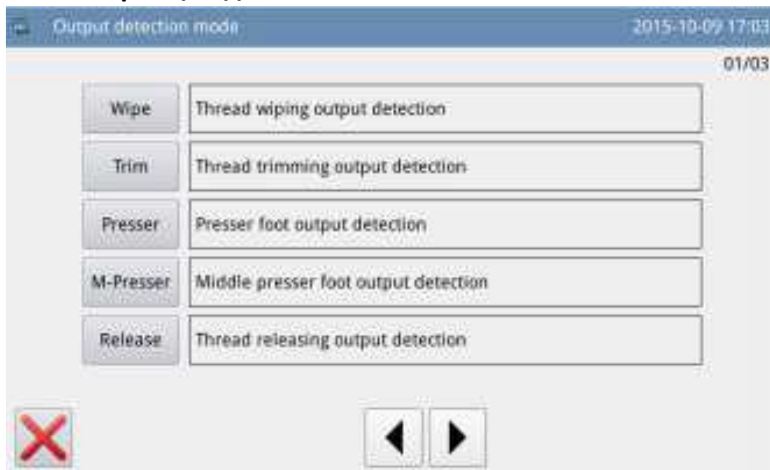 Output detection mode 2015-10-09 17:03
01/03
Wipe Thread wiping output detection
Trim Thread trimming output detection
Presser Presser foot output detection
M-Presser Middle presser foot output detection
Release Thread releasing output detection